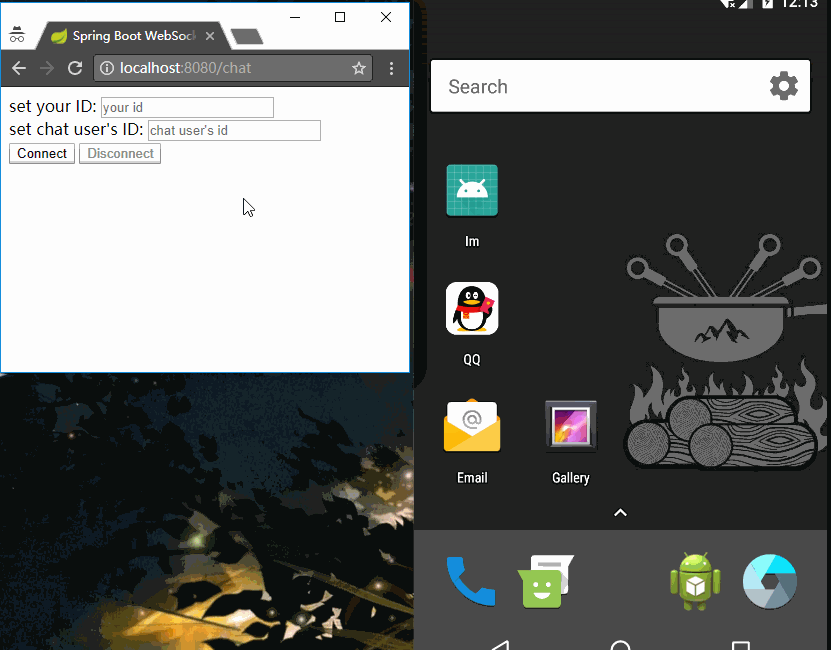 Spring Boot WebSoc
localhost:8080/chat
set your ID: your id
set chat user's ID: chat user's id
Connect Disconnect
12:13
Search
Im
QQ
Email
Gallery